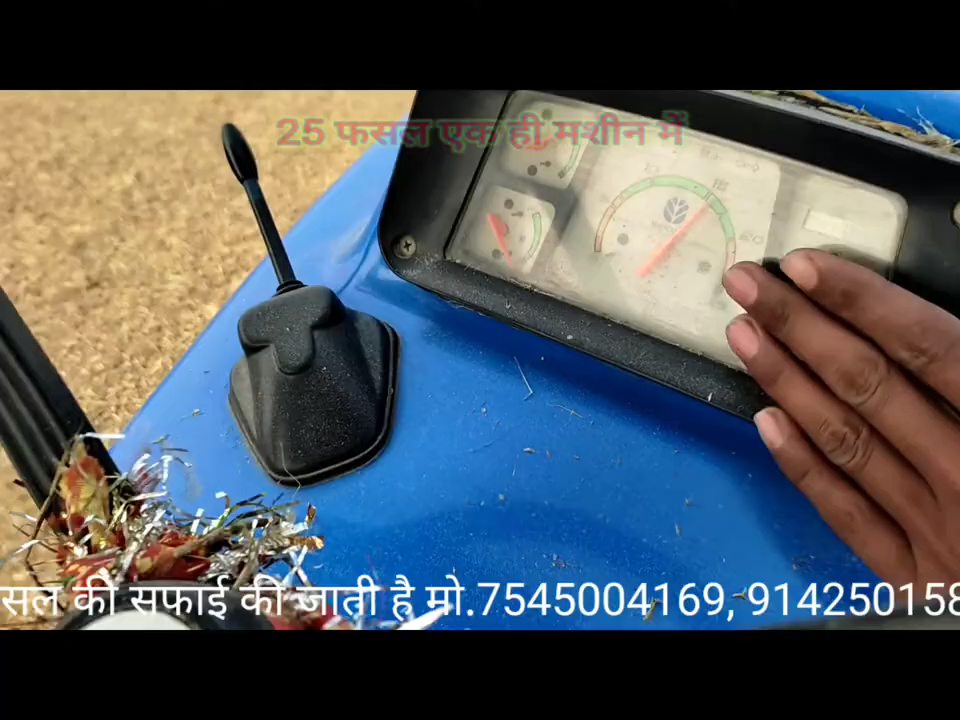 25 फसल एक ही मशीन में
सल की सफाई की जाती है मो.7545004169, 914250158